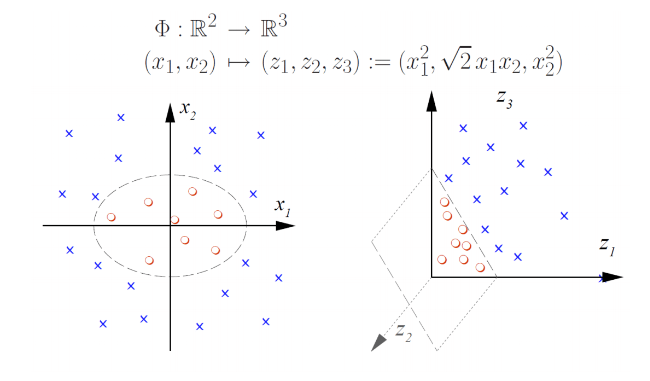 Φ : ℝ² → ℝ³
(x₁, x₂) ↦ (z₁, z₂, z₃) := (x₁², √2 x₁x₂, x₂²)
x₂
x₁
z₃
z₁
z₂